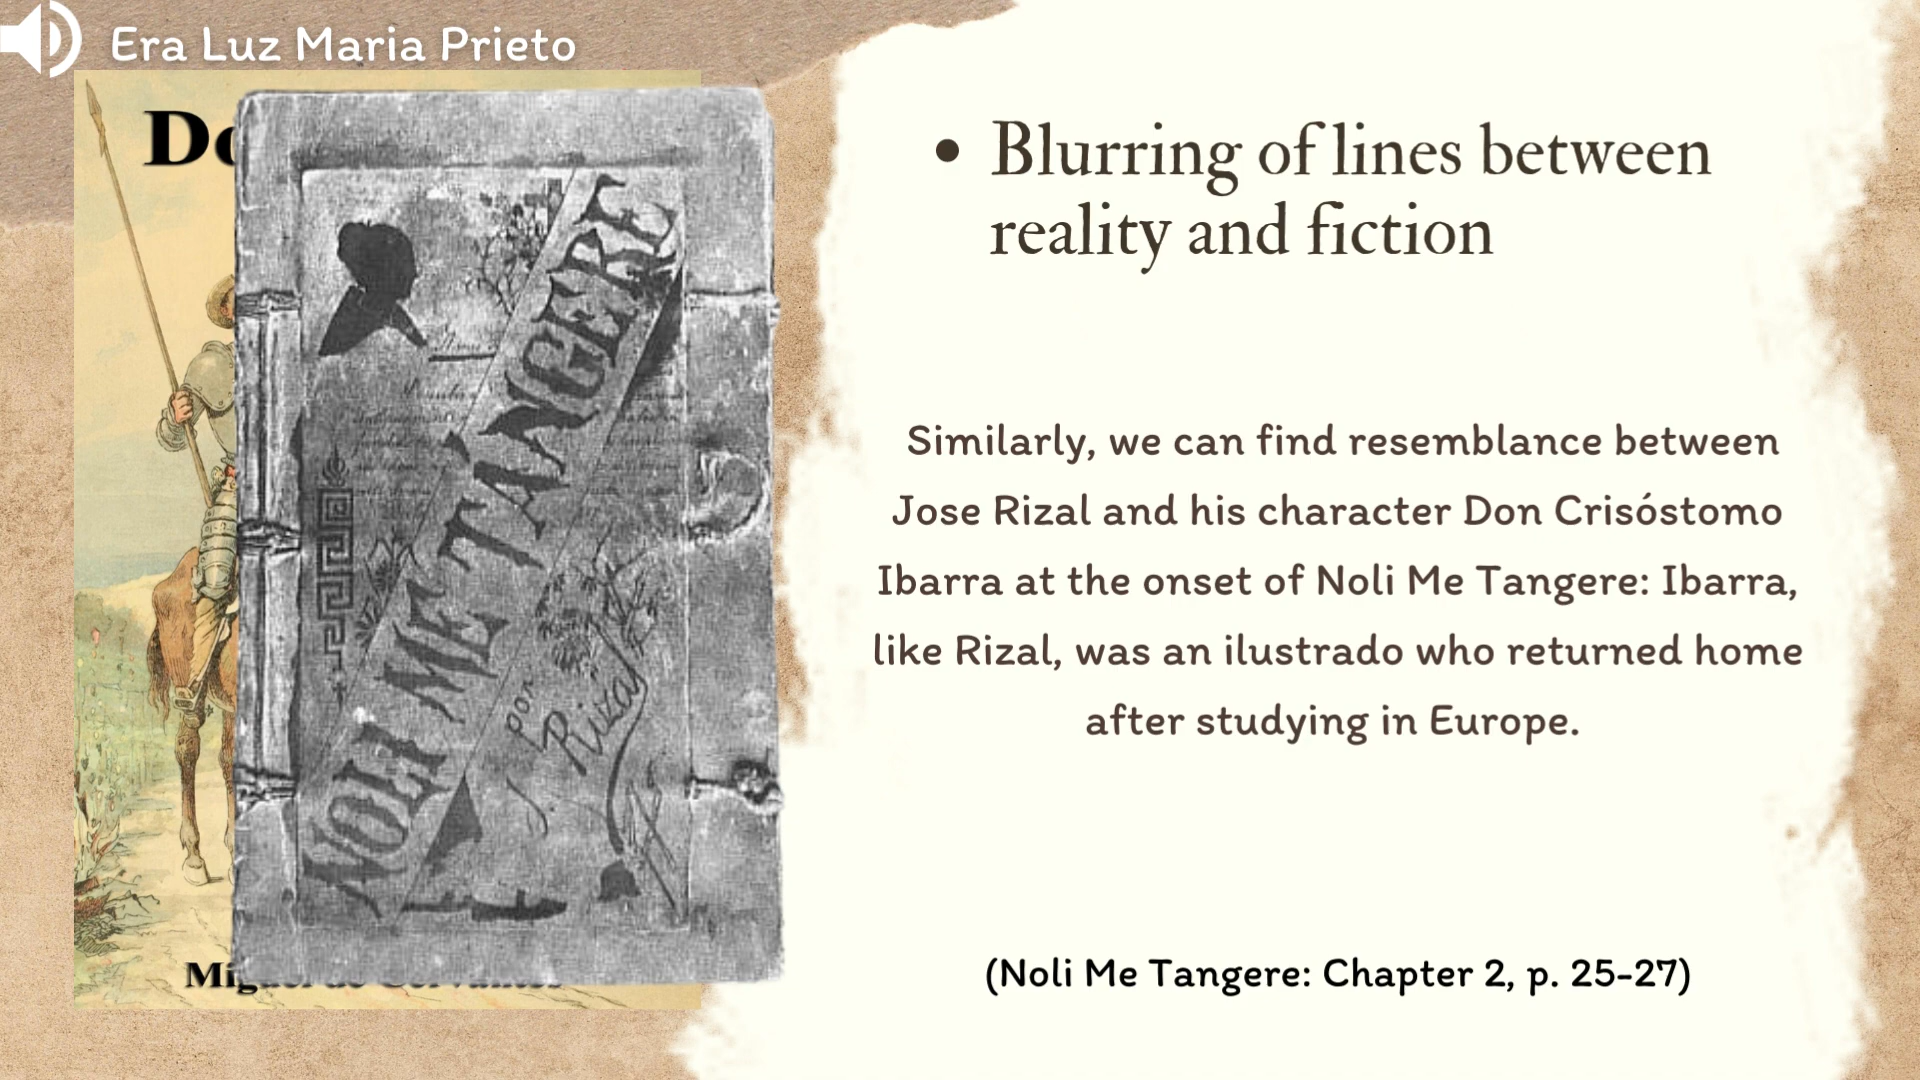 Era Luz Maria Prieto
NOLI ME TANGERE
por
J. Rizal
• Blurring of lines between
reality and fiction
Similarly, we can find resemblance between
Jose Rizal and his character Don Crisóstomo
Ibarra at the onset of Noli Me Tangere: Ibarra,
like Rizal, was an ilustrado who returned home
after studying in Europe.
(Noli Me Tangere: Chapter 2, p. 25-27)